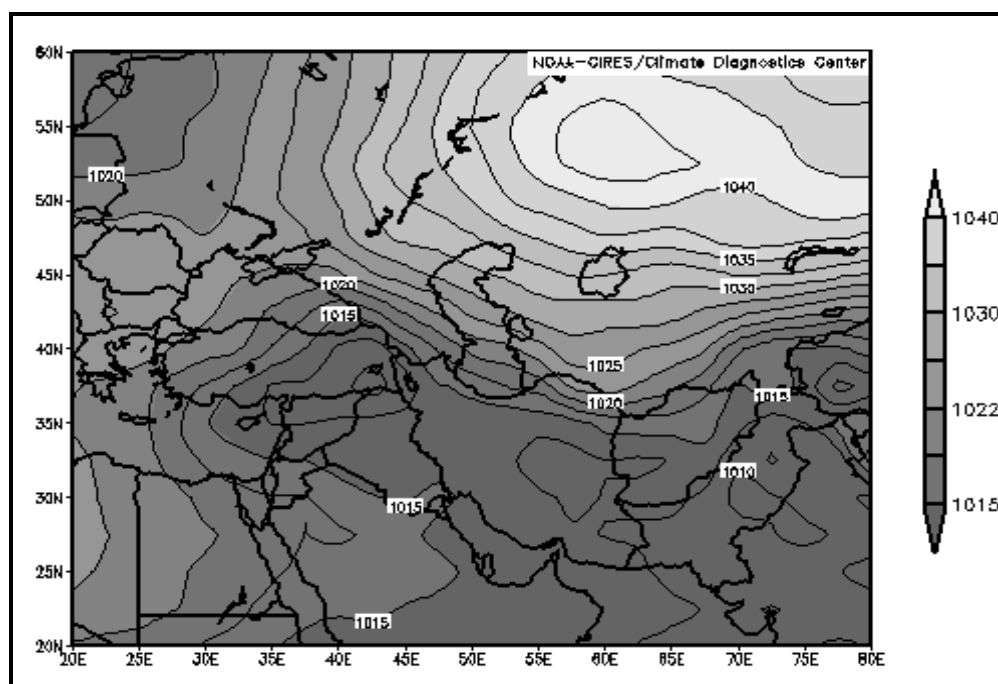 60N
NOAA-CIRES/Climate Diagnostics Center
55N
1020
50N
1040
1040
45N
1035
1020
1030
1030
1015
40N
1025
1020
1015
1022
35N
1010
30N
1015
1015
25N
1015
20N
20E 25E 30E 35E 40E 45E 50E 55E 60E 65E 70E 75E 80E